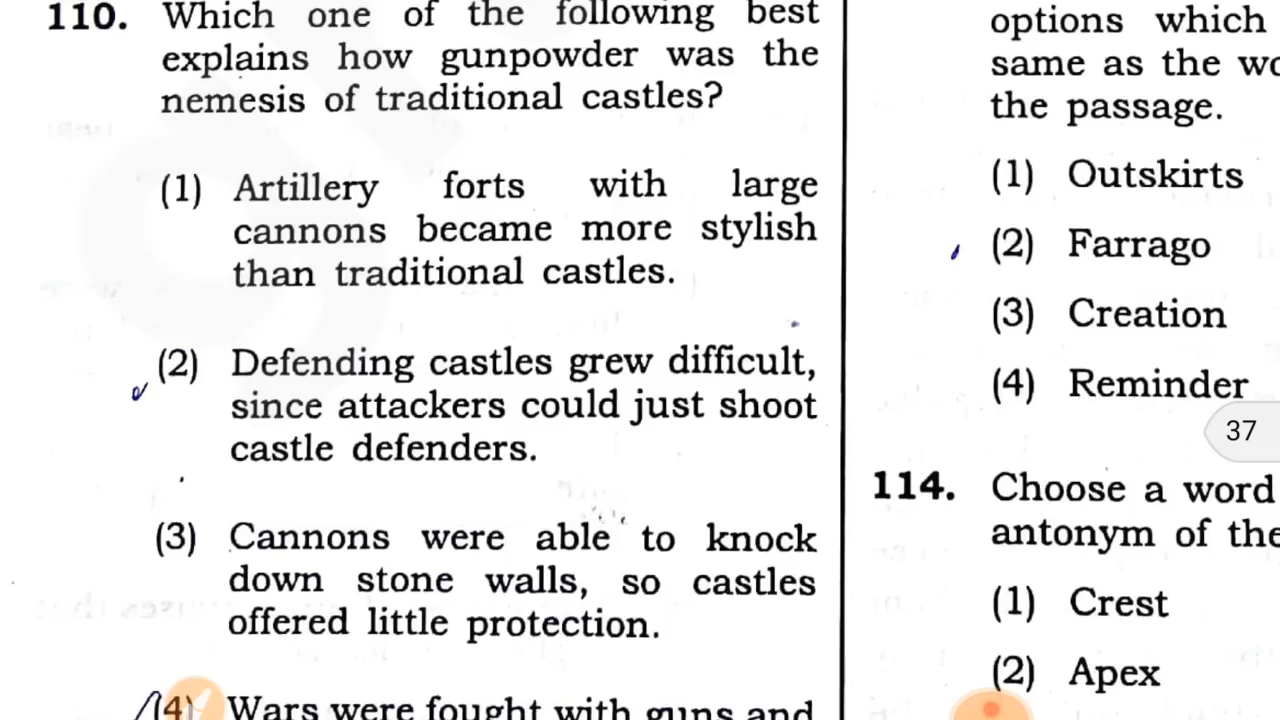 110. Which one of the following best
explains how gunpowder was the
nemesis of traditional castles?
(1) Artillery forts with large
cannons became more stylish
than traditional castles.
(2) Defending castles grew difficult,
since attackers could just shoot
castle defenders.
(3) Cannons were able to knock
down stone walls, so castles
offered little protection.
(4) Wars were fought with guns and
options which
same as the
the passage.
(1) Outskirts
(2) Farrago
(3) Creation
(4) Reminder
37
114. Choose a word
antonym of the
(1) Crest
(2) Apex